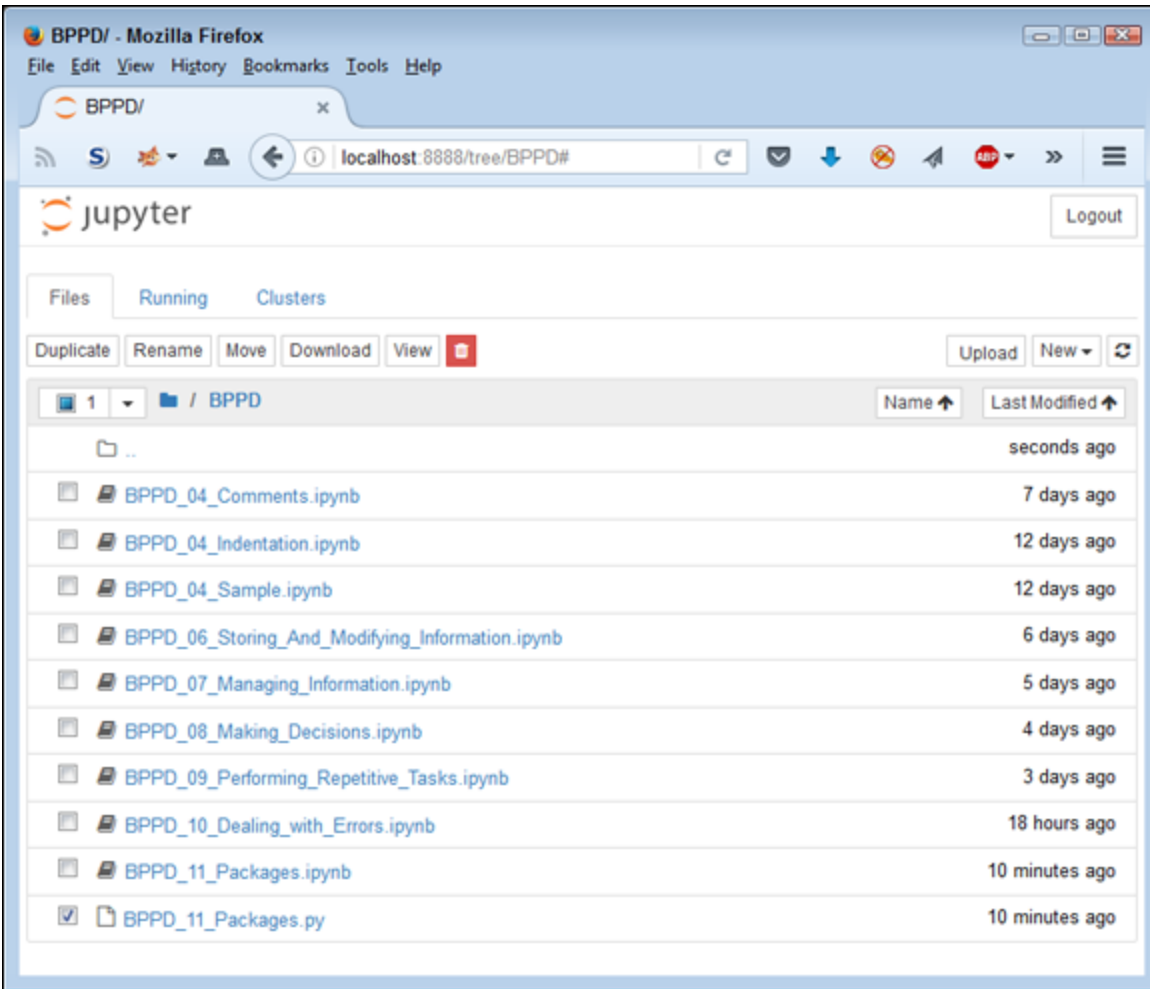 BPPD/ - Mozilla Firefox
File Edit View History Bookmarks Tools Help
BPPD/
S localhost:8888/tree/BPPD# ABP
jupyter Logout
Files Running Clusters
Duplicate Rename Move Download View Upload New
1 / BPPD Name Last Modified
.. seconds ago
BPPD_04_Comments.ipynb 7 days ago
BPPD_04_Indentation.ipynb 12 days ago
BPPD_04_Sample.ipynb 12 days ago
BPPD_06_Storing_And_Modifying_Information.ipynb 6 days ago
BPPD_07_Managing_Information.ipynb 5 days ago
BPPD_08_Making_Decisions.ipynb 4 days ago
BPPD_09_Performing_Repetitive_Tasks.ipynb 3 days ago
BPPD_10_Dealing_with_Errors.ipynb 18 hours ago
BPPD_11_Packages.ipynb 10 minutes ago
BPPD_11_Packages.py 10 minutes ago